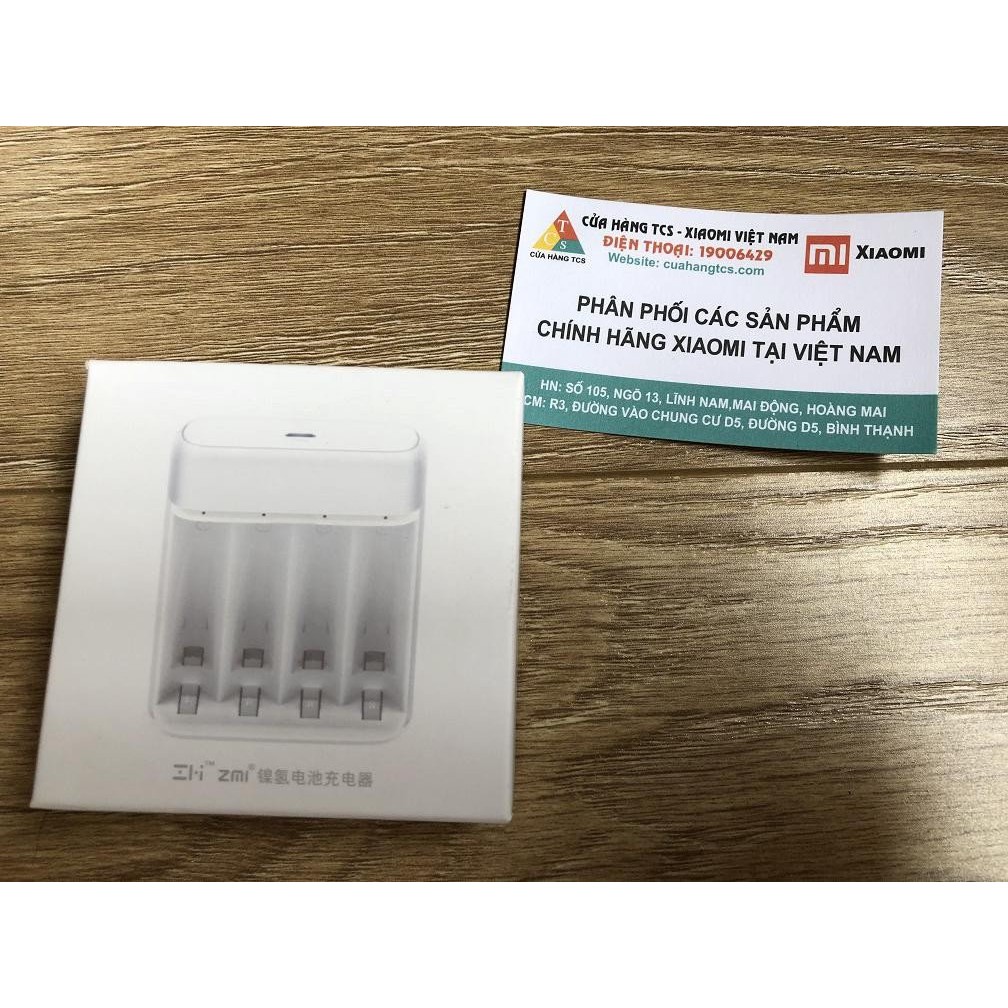 CỬA HÀNG TCS - XIAOMI VIỆT NAM
ĐIỆN THOẠI: 19006429
Website: cuahangtcs.com
T
C S
CỬA HÀNG TCS
mi XIAOMI
PHÂN PHỐI CÁC SẢN PHẨM
CHÍNH HÃNG XIAOMI TẠI VIỆT NAM
HN: SỐ 105, NGÕ 13, LĨNH NAM,MAI ĐỘNG, HOÀNG MAI
CM: R3, ĐƯỜNG VÀO CHUNG CƯ D5, ĐƯỜNG D5, BÌNH THẠNH
ZMI™ zmi® 镍氢电池充电器